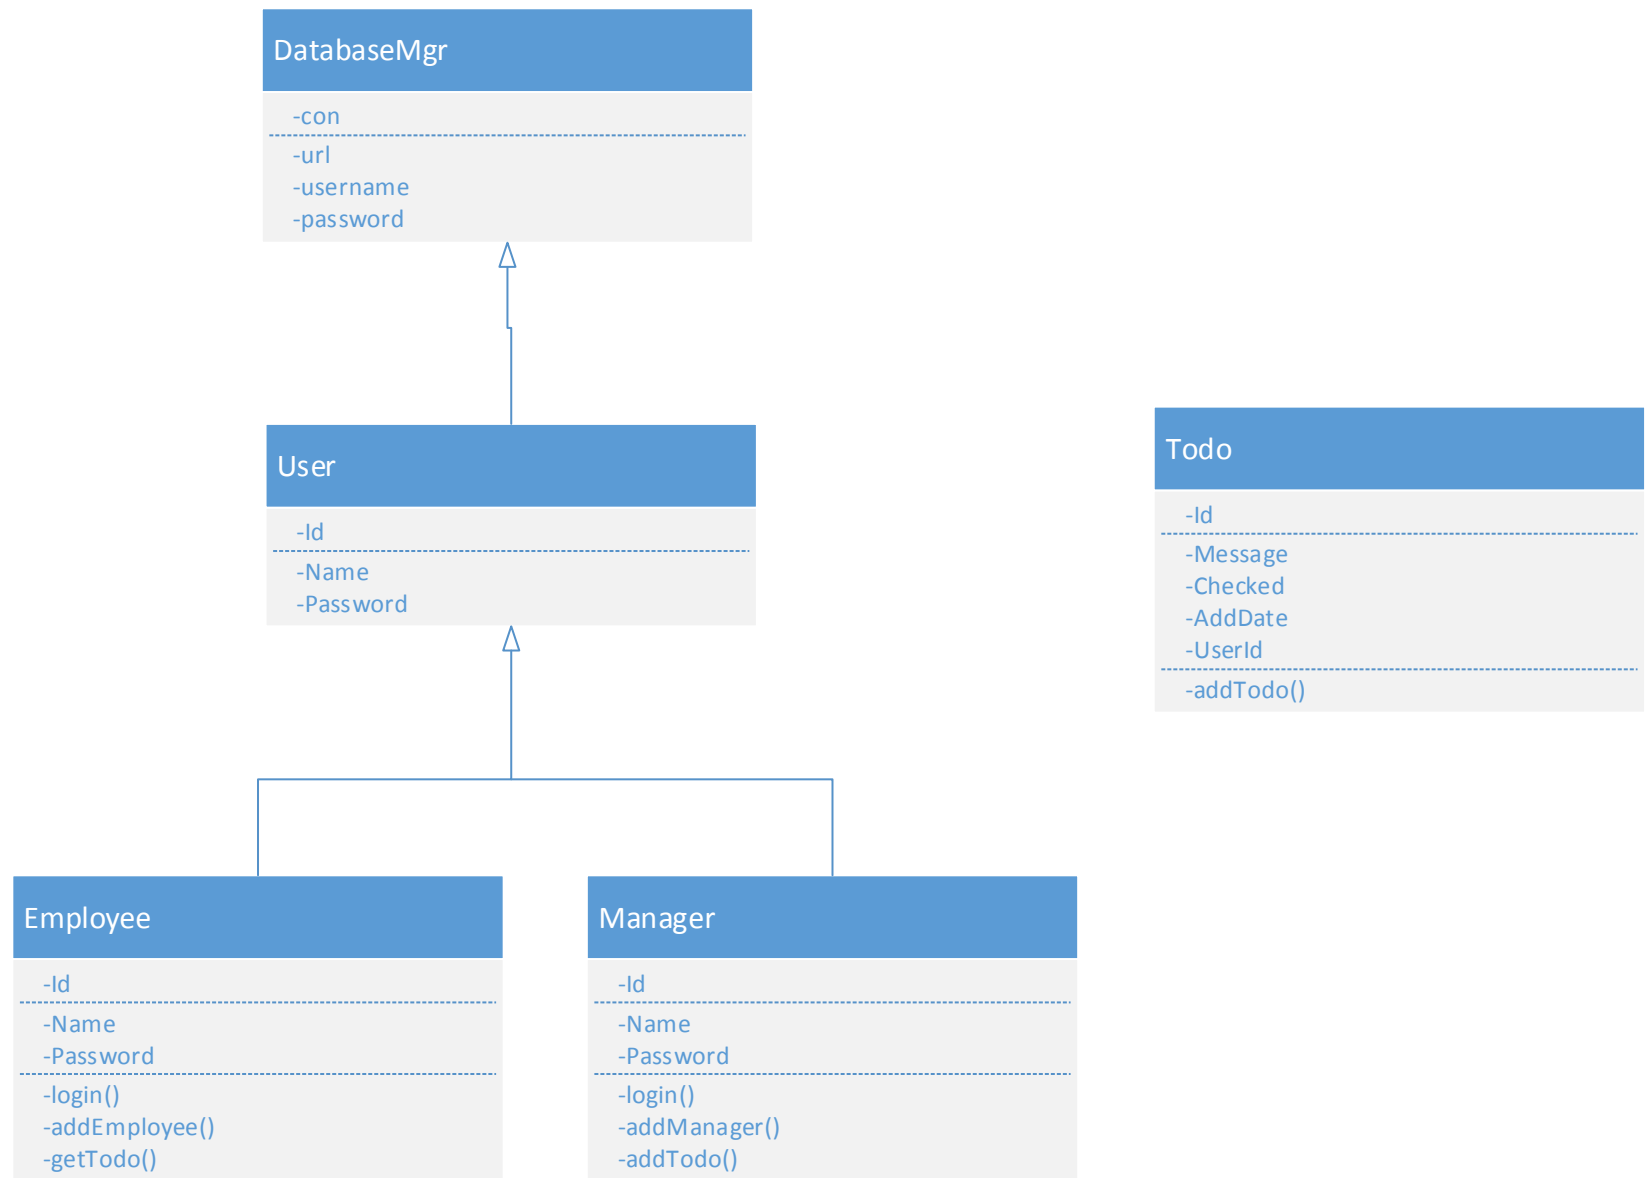 DatabaseMgr
-con
-url
-username
-password
User
-Id
-Name
-Password
Todo
-Id
-Message
-Checked
-AddDate
-UserId
-addTodo()
Employee
-Id
-Name
-Password
-login()
-addEmployee()
-getTodo()
Manager
-Id
-Name
-Password
-login()
-addManager()
-addTodo()